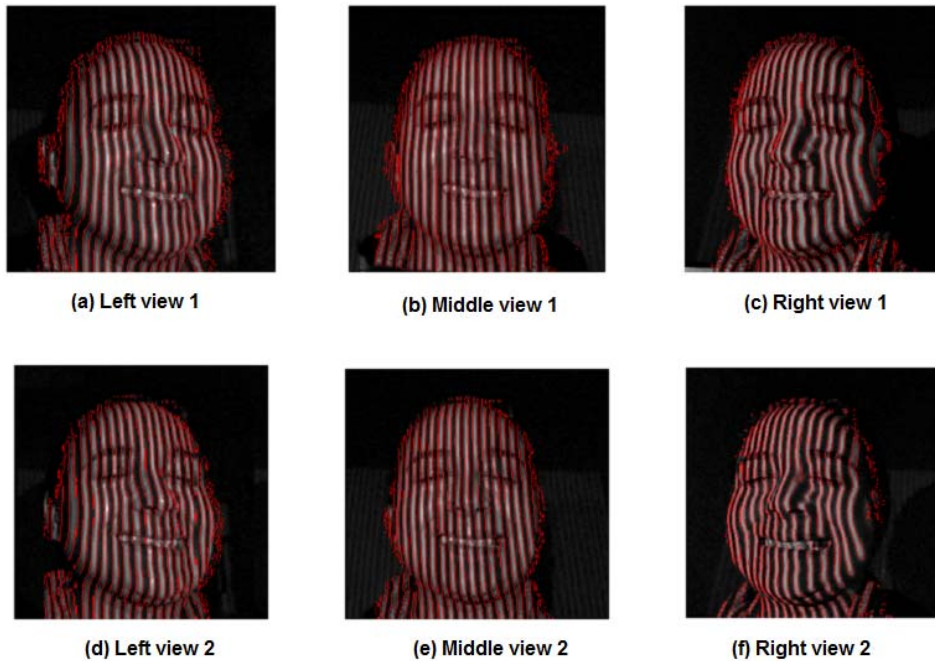 (a) Left view 1
(b) Middle view 1
(c) Right view 1
(d) Left view 2
(e) Middle view 2
(f) Right view 2